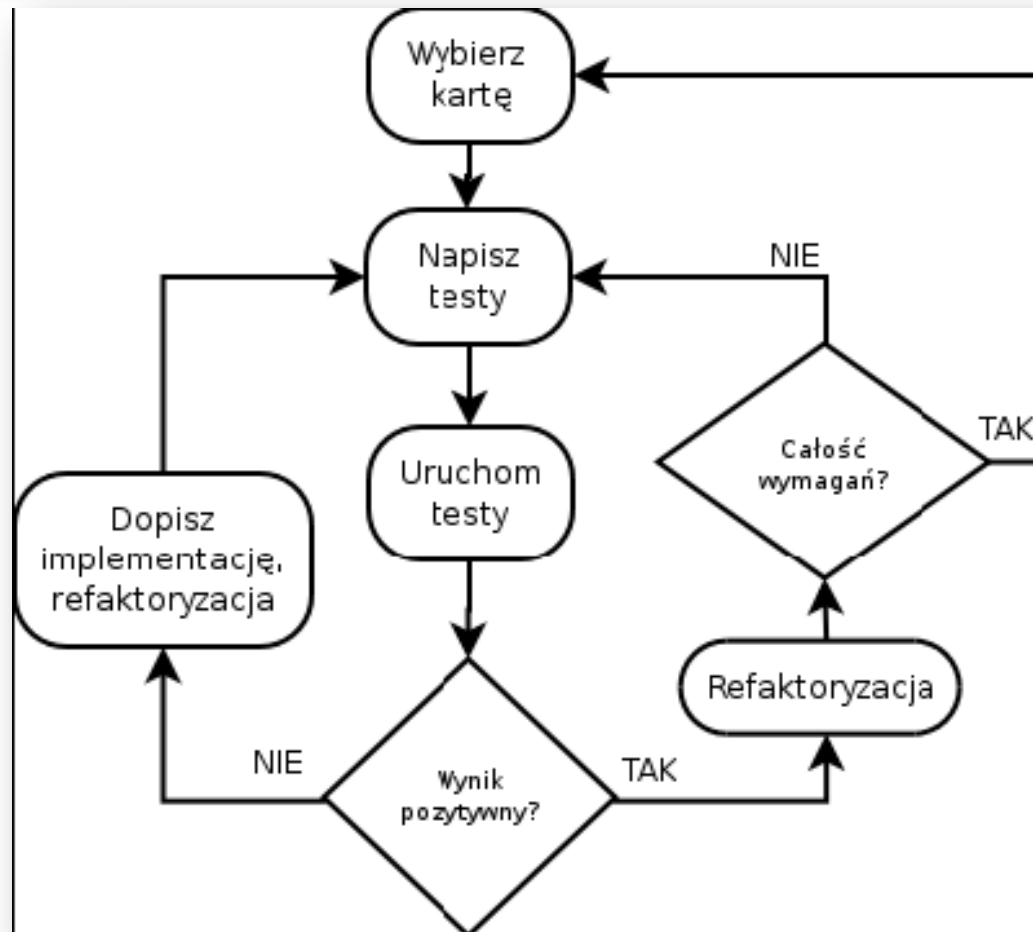 Wybierz
kartę
Napisz
testy
NIE
Uruchom
testy
Całość
wymagań?
TAK
Dopisz
implementację,
refaktoryzacja
Refaktoryzacja
NIE
Wynik
pozytywny?
TAK